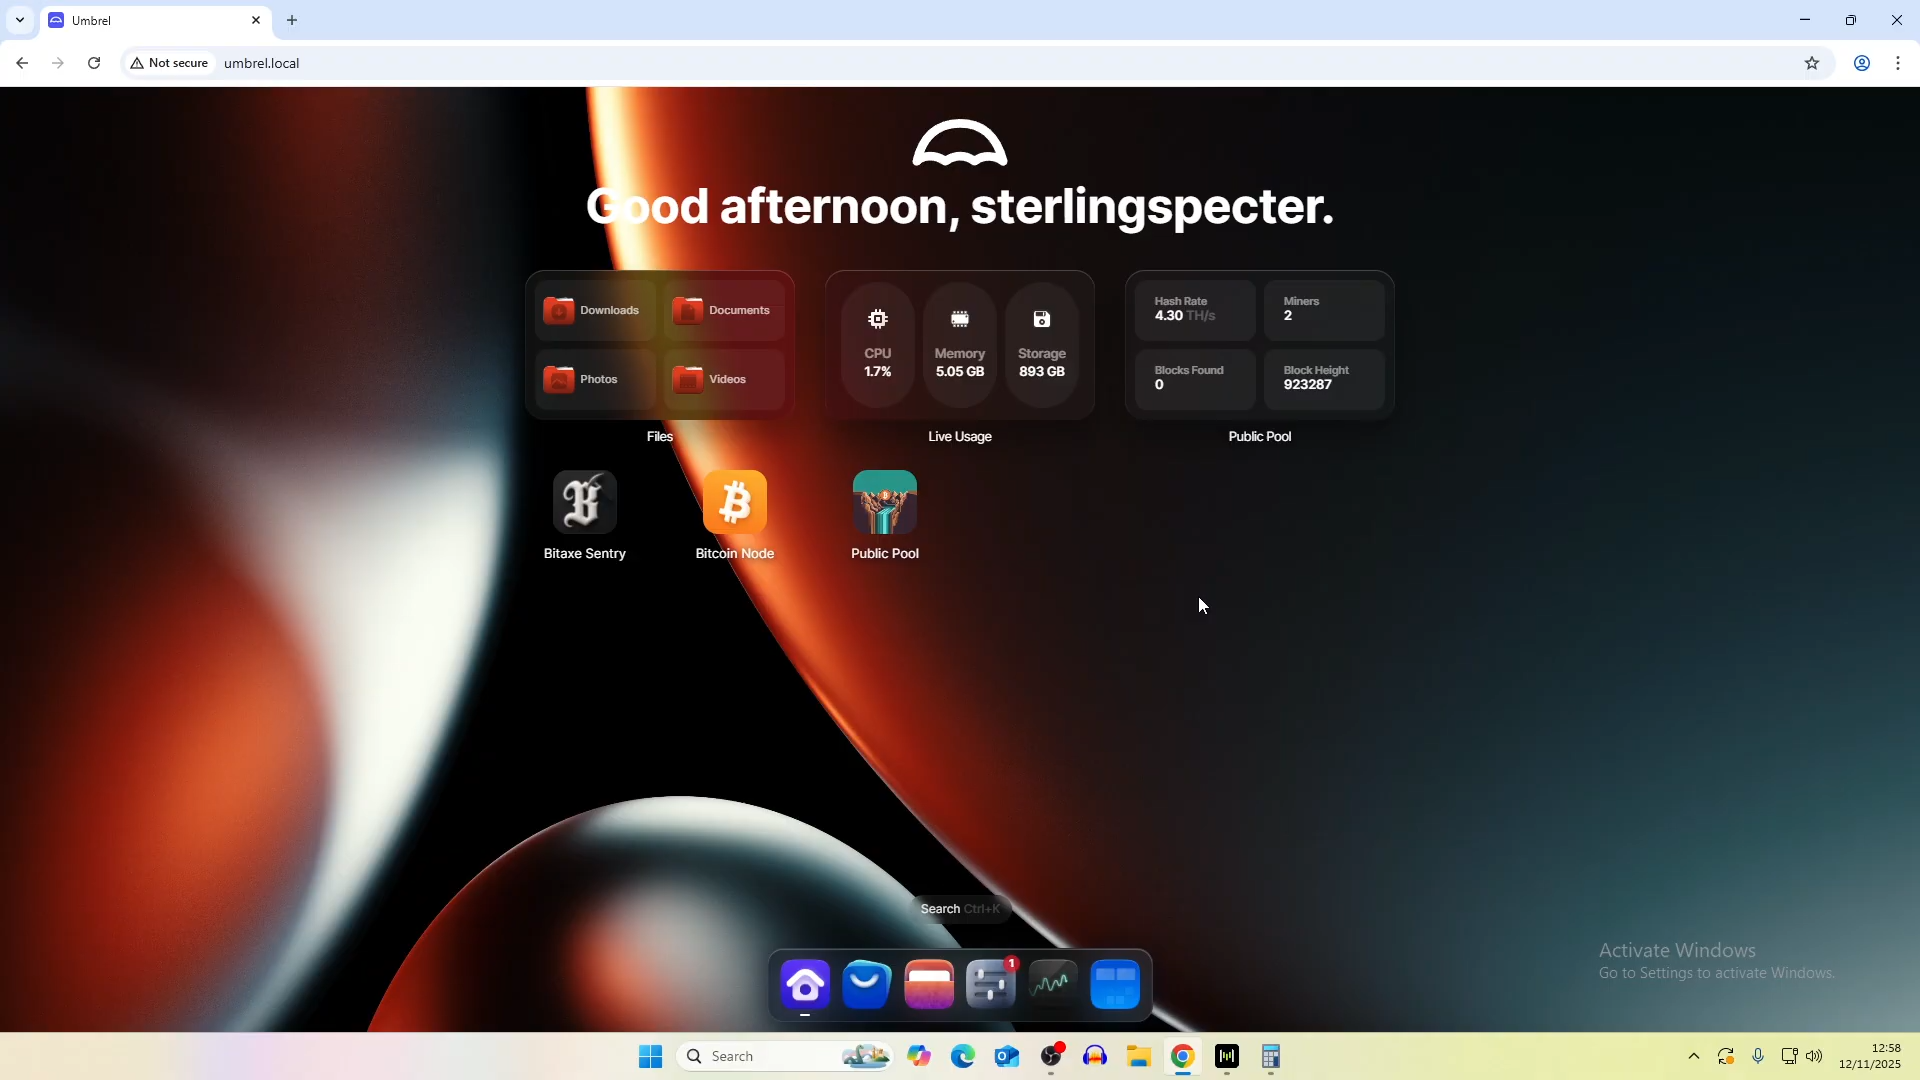 Umbrel
Not secure umbrel.local
Good afternoon, sterlingspecter.
Downloads
Documents
Photos
Videos
Files
CPU
1.7%
Memory
5.05 GB
Storage
893 GB
Live Usage
Hash Rate
4.30 TH/s
Miners
2
Blocks Found
0
Block Height
923287
Public Pool
Bitaxe Sentry
Bitcoin Node
Public Pool
Search Ctrl+K
1
Activate Windows
Go to Settings to activate Windows.
Search
12:58
12/11/2025